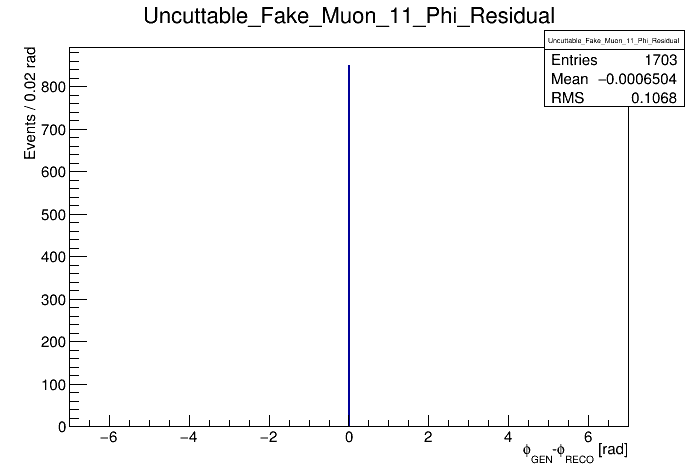 Uncuttable_Fake_Muon_11_Phi_Residual
Uncuttable_Fake_Muon_11_Phi_Residual
Entries 1703
Mean −0.0006504
RMS 0.1068
Events / 0.02 rad
800
700
600
500
400
300
200
100
0
−6 −4 −2 0 2 4 6
ϕGEN-ϕRECO [rad]